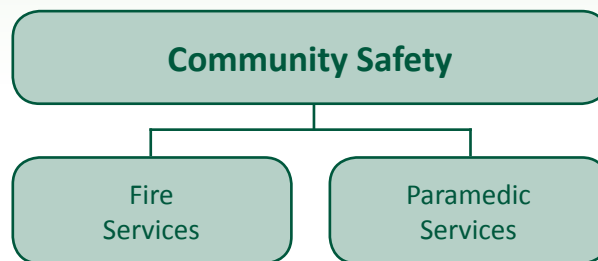 Community Safety
Fire
Services
Paramedic
Services